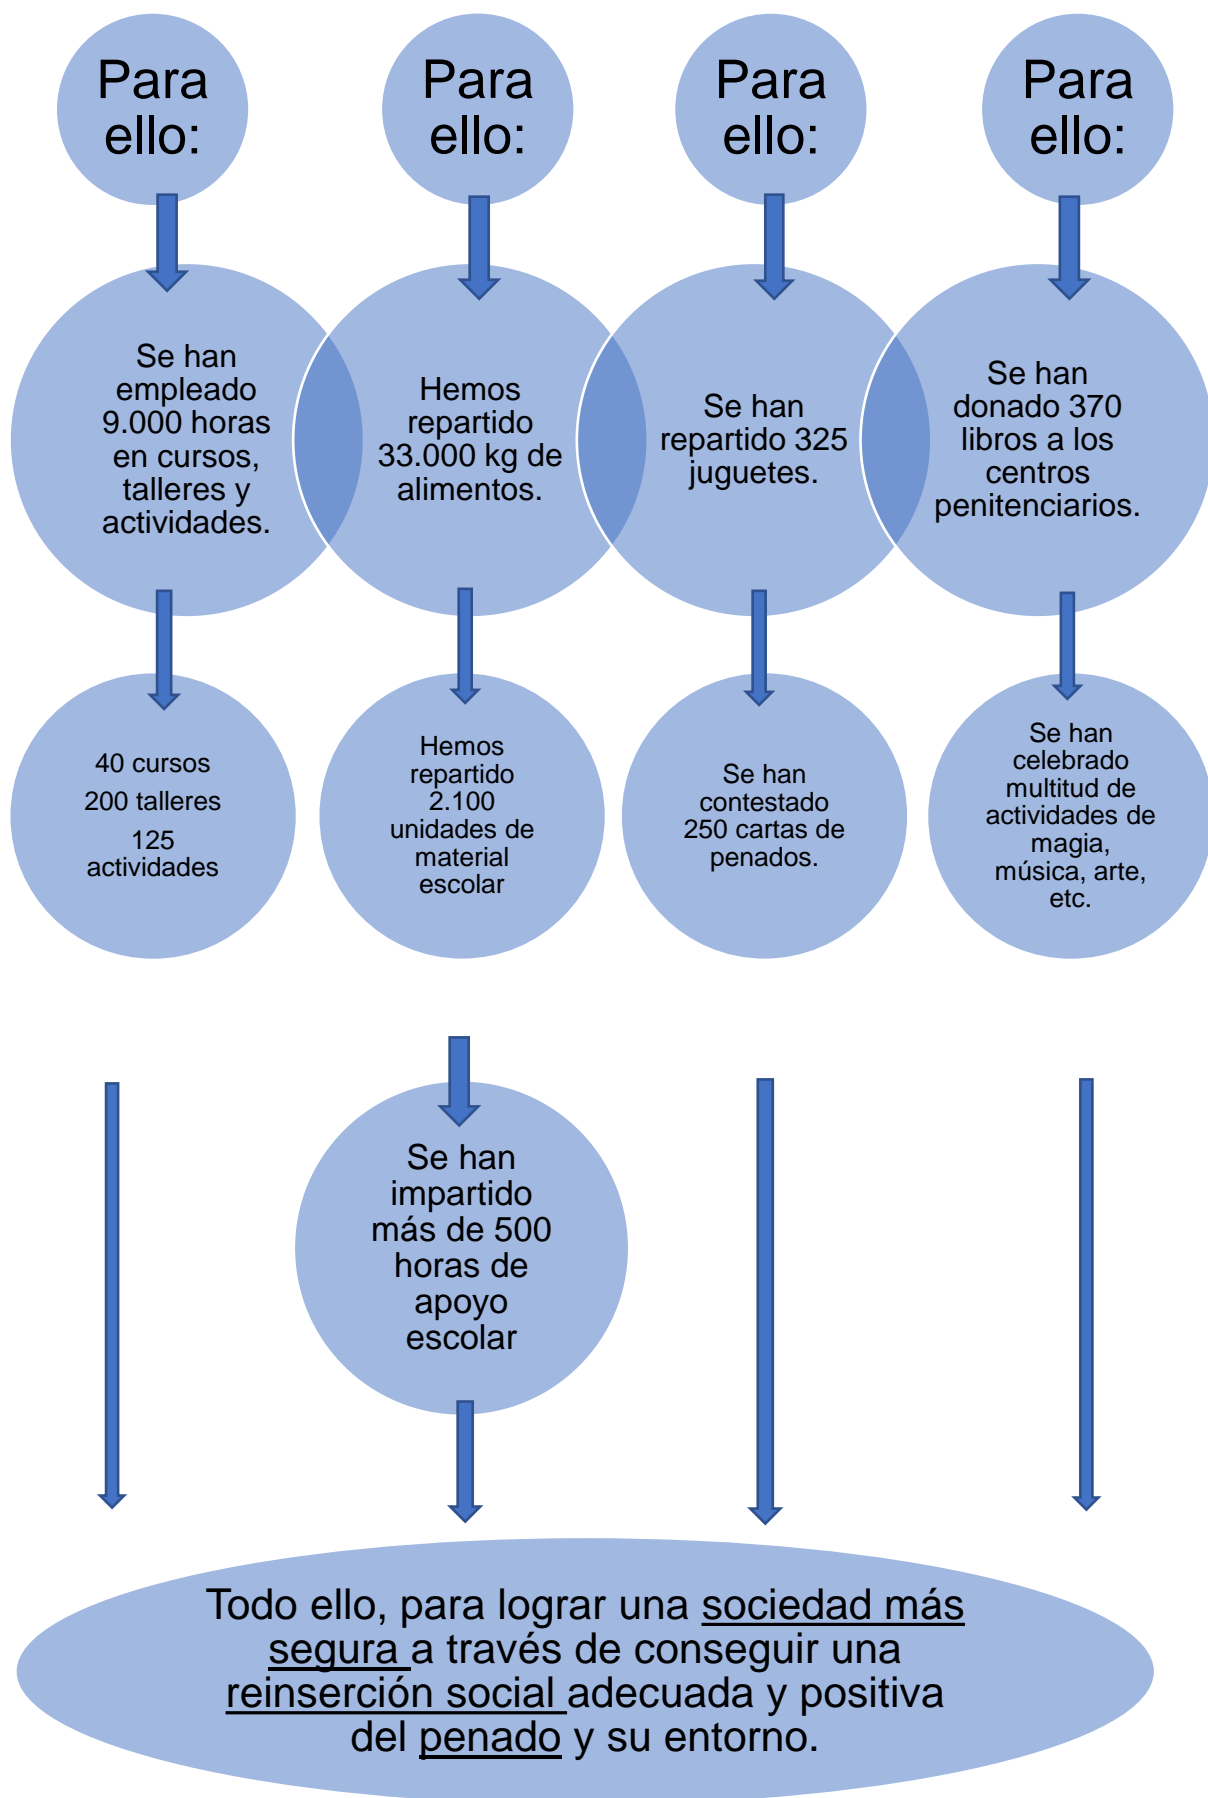 Para
ello:
Para
ello:
Para
ello:
Para
ello:
Se han
empleado
9.000 horas
en cursos,
talleres y
actividades.
Hemos
repartido
33.000 kg de
alimentos.
Se han
repartido 325
juguetes.
Se han
donado 370
libros a los
centros
penitenciarios.
40 cursos
200 talleres
125
actividades
Hemos
repartido
2.100
unidades de
material
escolar
Se han
contestado
250 cartas de
penados.
Se han
celebrado
multitud de
actividades de
magia,
música, arte,
etc.
Se han
impartido
más de 500
horas de
apoyo
escolar
Todo ello, para lograr una sociedad más
segura a través de conseguir una
reinserción social adecuada y positiva
del penado y su entorno.